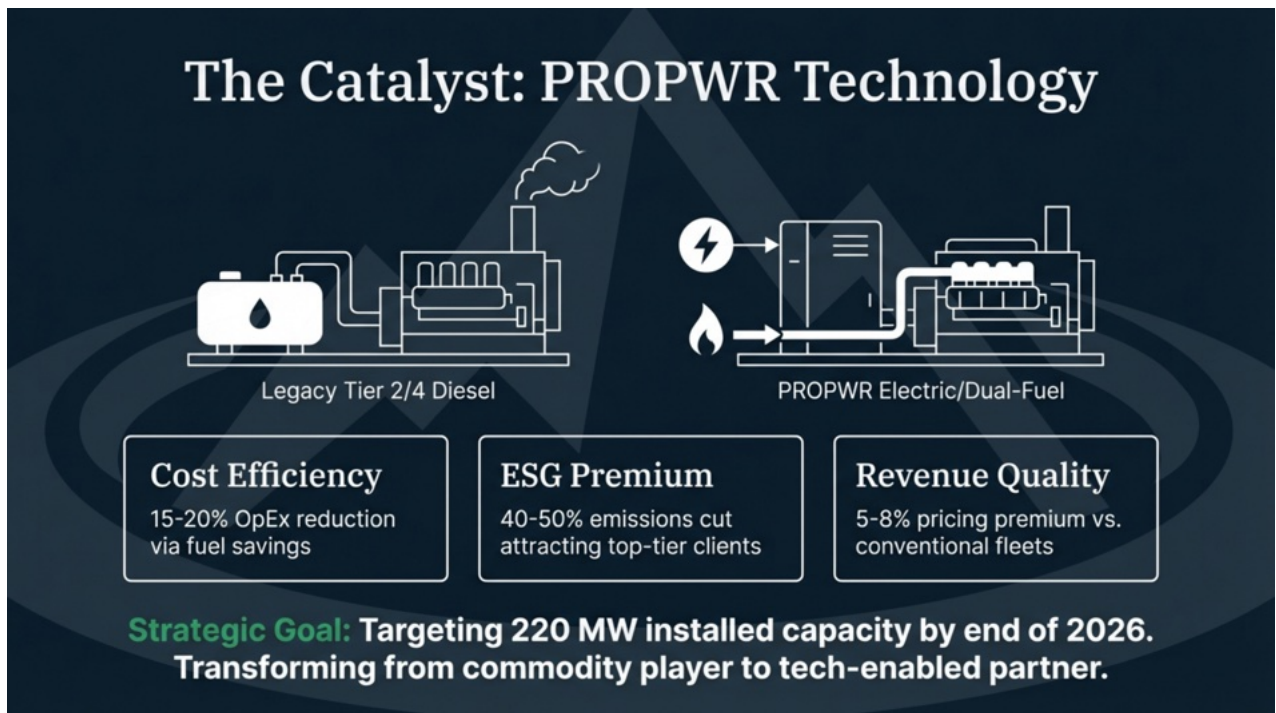 The Catalyst: PROPWR Technology
Legacy Tier 2/4 Diesel
PROPWR Electric/Dual-Fuel
Cost Efficiency
15-20% OpEx reduction
via fuel savings
ESG Premium
40-50% emissions cut
attracting top-tier clients
Revenue Quality
5-8% pricing premium vs.
conventional fleets
Strategic Goal: Targeting 220 MW installed capacity by end of 2026.
Transforming from commodity player to tech-enabled partner.